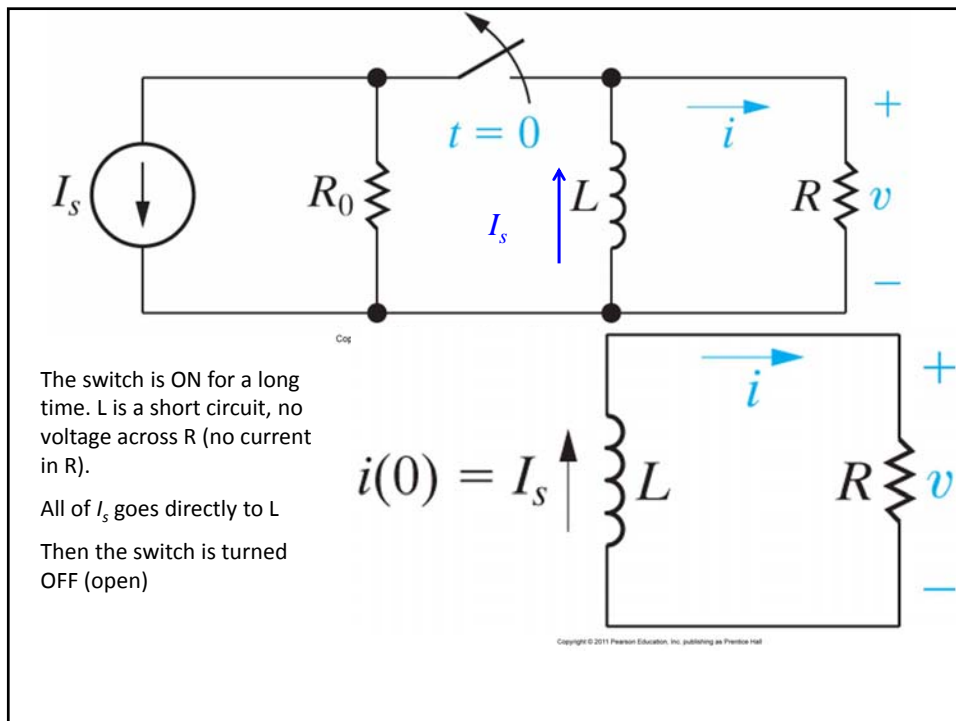 t = 0
i
+
I_s
R_0
I_s
L
R
v
−
Cop
The switch is ON for a long
time. L is a short circuit, no
voltage across R (no current
in R).
All of I_s goes directly to L
Then the switch is turned
OFF (open)
i
+
i(0) = I_s
L
R
v
−
Copyright © 2011 Pearson Education, Inc. publishing as Prentice Hall